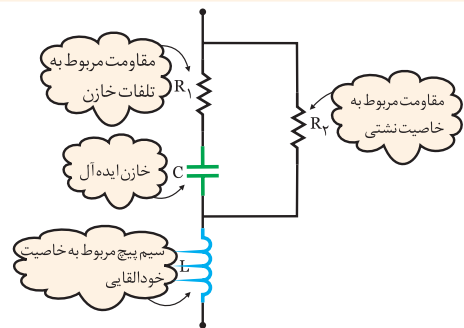 مقاومت مربوط به
تلفات خازن
R۱
مقاومت مربوط به
خاصیت نشتی
R۲
خازن ایده آل
C
سیم پیچ مربوط به خاصیت
خودالقایی
L